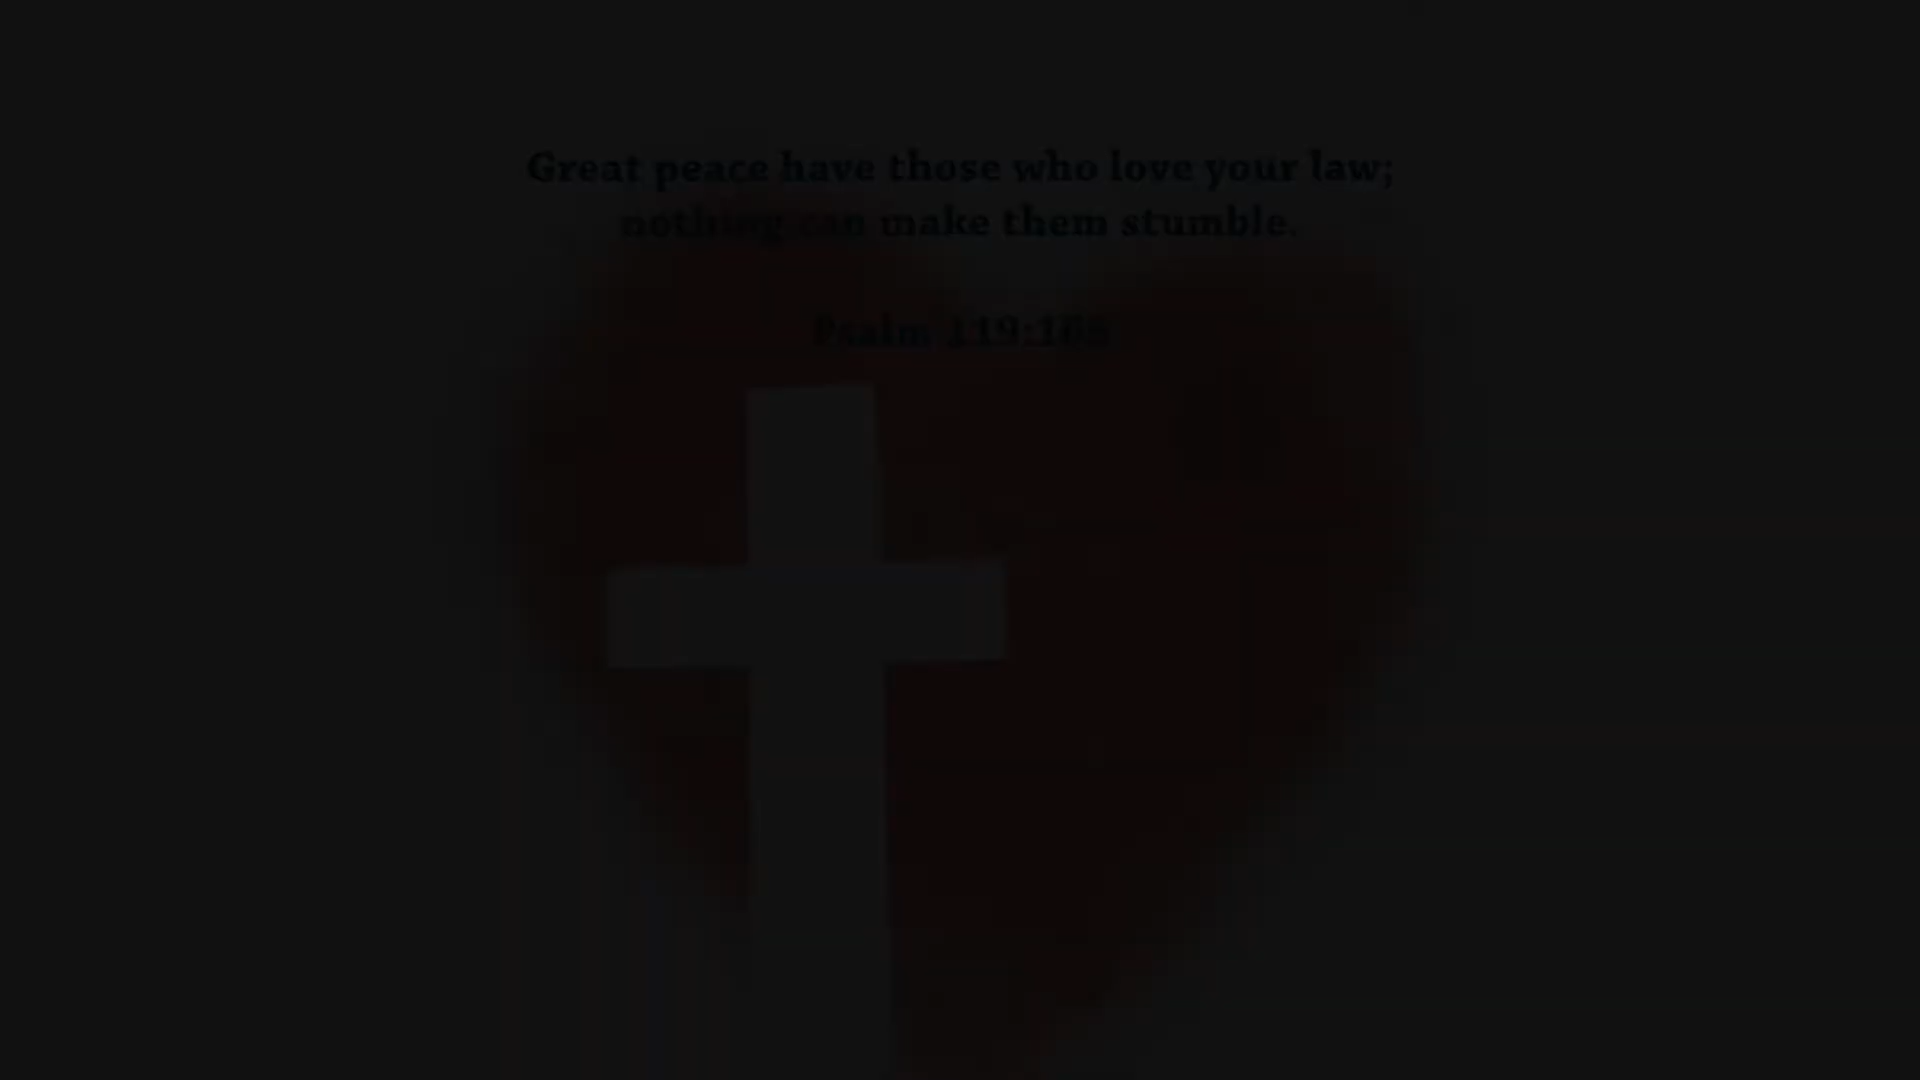 Great peace have those who love your law;
nothing can make them stumble.
Psalm 119:165